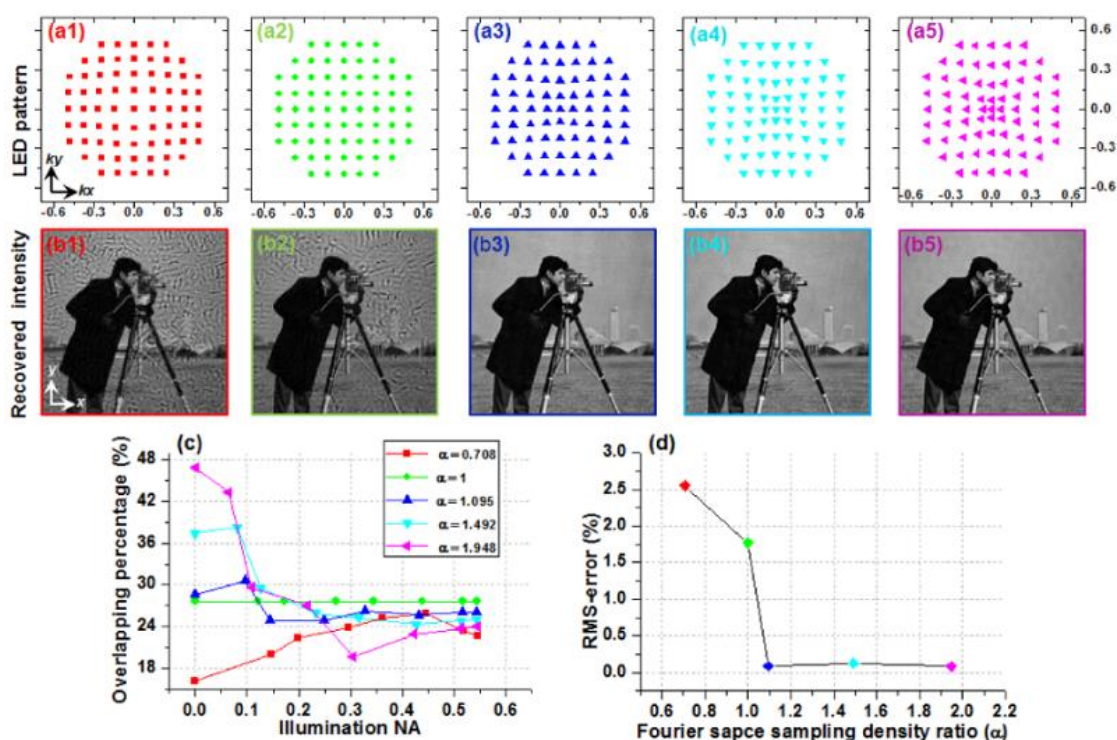 (a1) (a2) (a3) (a4) (a5)
LED pattern
ky
kx
0.6
0.3
0.0
-0.3
-0.6
-0.6 -0.3 0.0 0.3 0.6 -0.6 -0.3 0.0 0.3 0.6 -0.6 -0.3 0.0 0.3 0.6 -0.6 -0.3 0.0 0.3 0.6 -0.6 -0.3 0.0 0.3 0.6
(b1) (b2) (b3) (b4) (b5)
Recovered intensity
y
x
(c)
Overlapping percentage (%)
48
42
36
30
24
18
α=0.708
α=1
α=1.095
α=1.492
α=1.948
0.0 0.1 0.2 0.3 0.4 0.5 0.6
Illumination NA
(d)
RMS-error (%)
3.0
2.5
2.0
1.5
1.0
0.5
0.0
0.6 0.8 1.0 1.2 1.4 1.6 1.8 2.0 2.2
Fourier sapce sampling density ratio (α)